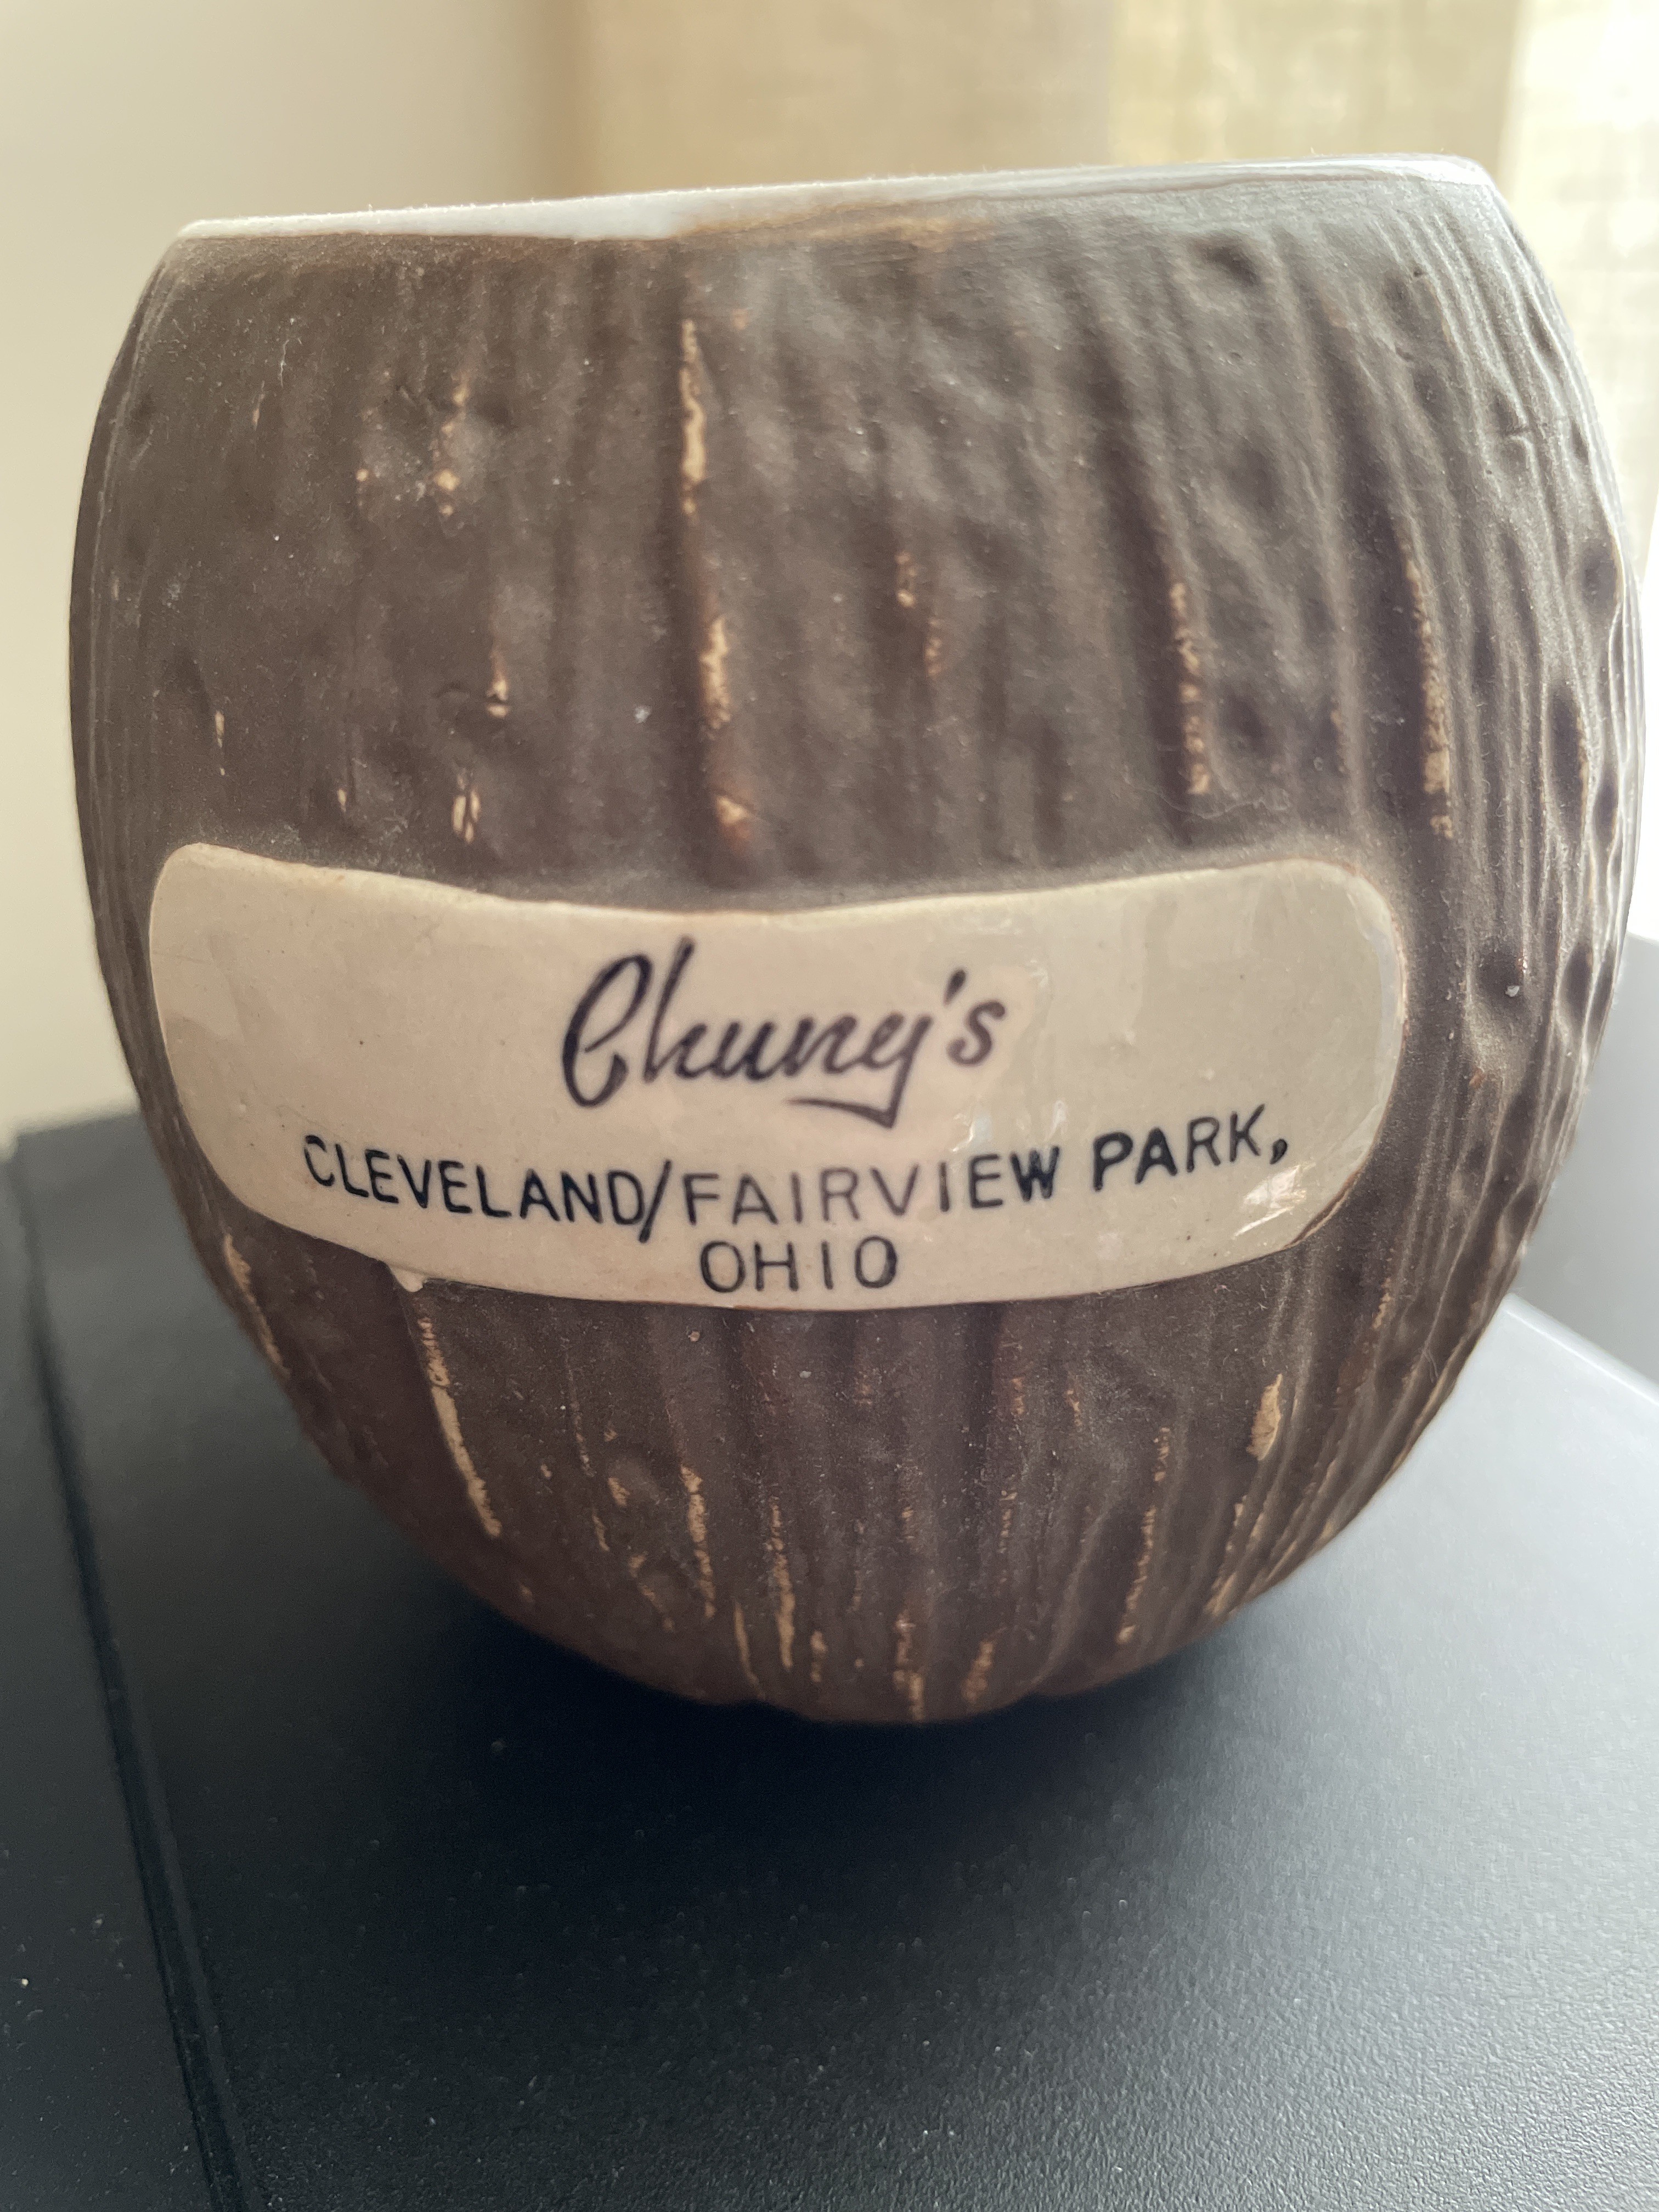 Chung's
CLEVELAND/FAIRVIEW PARK,
OHIO